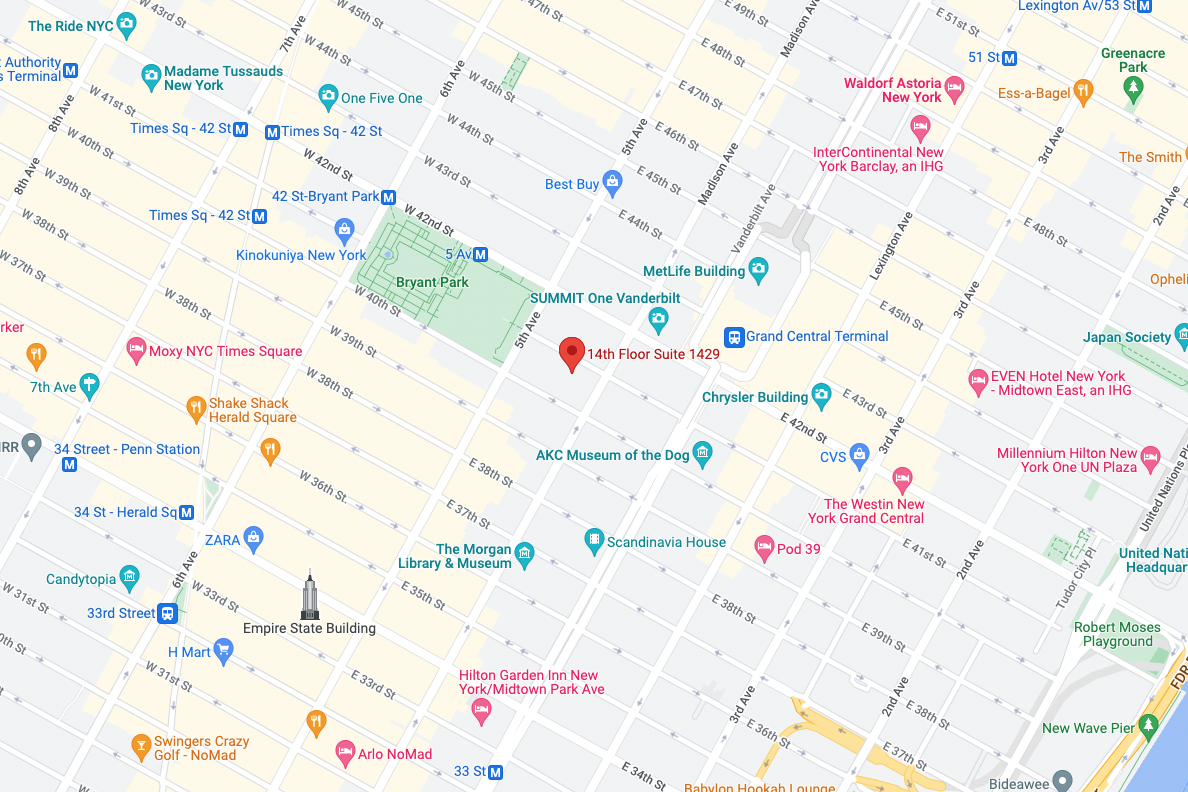 W 43rd St
W 45th St
W 47th St
E 49th St
Madison Ave
E 51st St
Lexington Av/53 St
M
The Ride NYC
7th Ave
W 44th St
E 48th St
51 St
M
Greenacre
Park
Authority
s Terminal
M
Madame Tussauds
New York
6th Ave
W 45th St
E 47th St
Waldorf Astoria
New York
Ess-a-Bagel
8th Ave
W 41st St
One Five One
W 44th St
5th Ave
E 46th St
InterContinental New
York Barclay, an IHG
3rd Ave
The Smith
Times Sq - 42 St
M
M
Times Sq - 42 St
W 40th St
W 42nd St
W 43rd St
E 45th St
Madison Ave
8th Ave
W 39th St
42 St-Bryant Park
M
Best Buy
E 44th St
Vanderbilt Ave
2nd Ave
W 38th St
Times Sq - 42 St
M
W 42nd St
Lexington Ave
E 48th St
Kinokuniya New York
5 Av
M
MetLife Building
W 37th St
Bryant Park
SUMMIT One Vanderbilt
3rd Ave
Opheli
W 38th St
W 40th St
5th Ave
E 45th St
rker
W 39th St
Grand Central Terminal
Japan Society
Moxy NYC Times Square
14th Floor Suite 1429
7th Ave
W 38th St
Chrysler Building
E 43rd St
EVEN Hotel New York
- Midtown East, an IHG
Shake Shack
Herald Square
E 42nd St
3rd Ave
IRR
34 Street - Penn Station
M
AKC Museum of the Dog
CVS
Millennium Hilton New
York One UN Plaza
W 36th St
E 38th St
The Westin New
York Grand Central
United Nations Pl
34 St - Herald Sq
M
E 37th St
ZARA
The Morgan
Library & Museum
Scandinavia House
Pod 39
E 41st St
2nd Ave
Tudor City Pl
United Nati
Headquar
6th Ave
Candytopia
W 31st St
W 33rd St
E 35th St
E 38th St
33rd Street
Empire State Building
E 39th St
Robert Moses
Playground
0th St
H Mart
W 31st St
E 33rd St
Hilton Garden Inn New
York/Midtown Park Ave
3rd Ave
2nd Ave
E 38th St
FDR
Swingers Crazy
Golf - NoMad
Arlo NoMad
E 36th St
E 37th St
New Wave Pier
33 St
M
E 34th St
Babylon Hookah Lounge
Bideawee